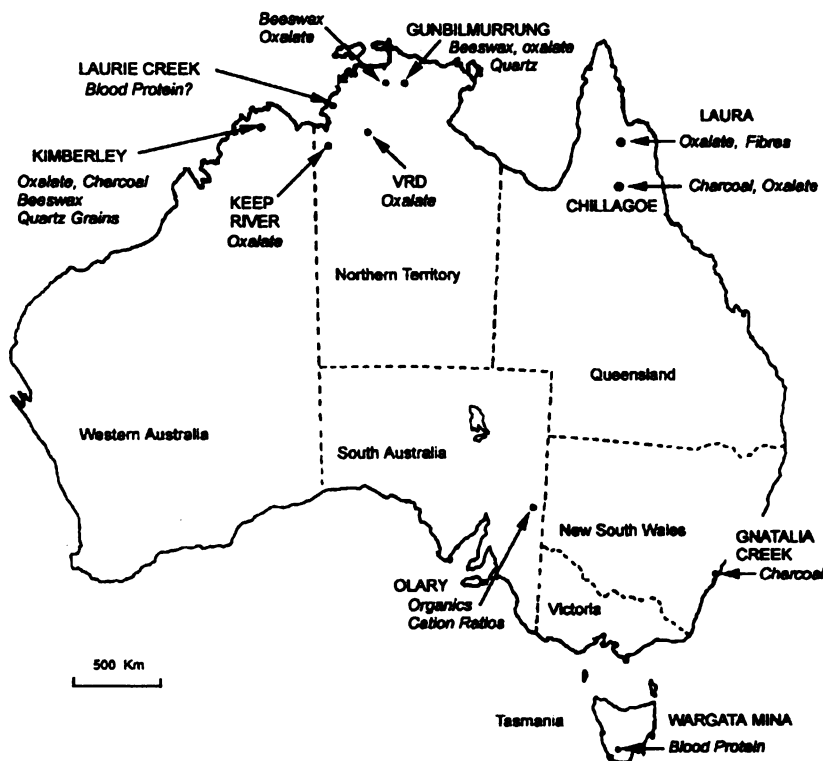 Beeswax
Oxalate
GUNBILMURRUNG
Beeswax, oxalate
Quartz
LAURIE CREEK
Blood Protein?
KIMBERLEY
Oxalate, Charcoal
Beeswax
Quartz Grains
KEEP
RIVER
Oxalate
VRD
Oxalate
LAURA
Oxalate, Fibres
Charcoal, Oxalate
CHILLAGOE
Northern Territory
Queensland
Western Australia
South Australia
New South Wales
GNATALIA
CREEK
Charcoal
OLARY
Organics
Cation Ratios
Victoria
500 Km
Tasmania
WARGATA MINA
Blood Protein